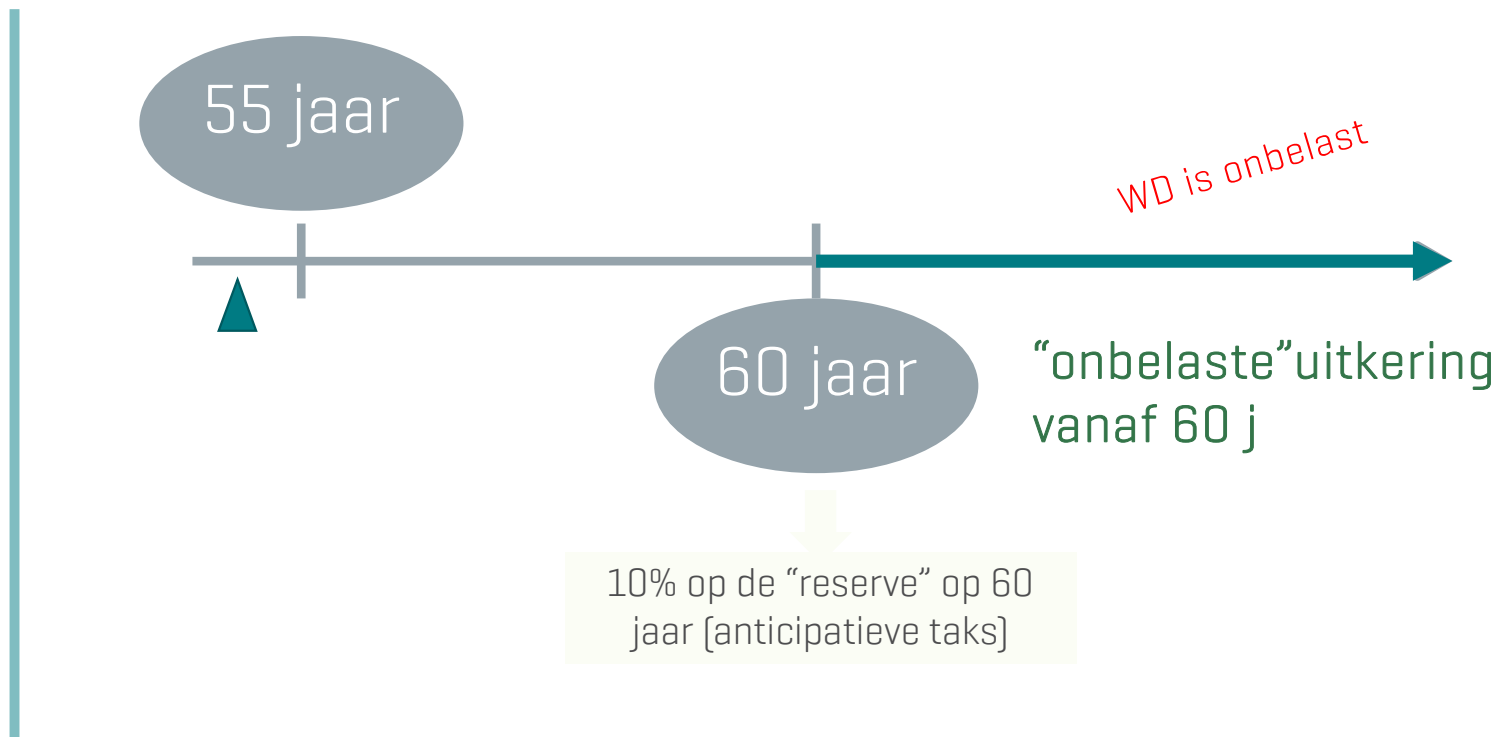 55 jaar
WD is onbelast
60 jaar
“onbelaste”uitkering
vanaf 60 j
10% op de “reserve” op 60
jaar (anticipatieve taks)